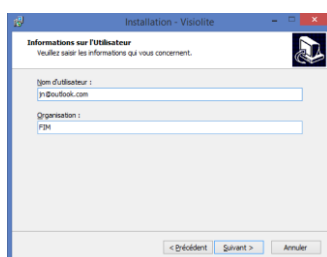 Installation - Visiolite
Informations sur l'Utilisateur
Veuillez saisir les informations qui vous concernent.
Nom d'utilisateur :
jn@outlook.com
Organisation :
FIM
< Précédent
Suivant >
Annuler